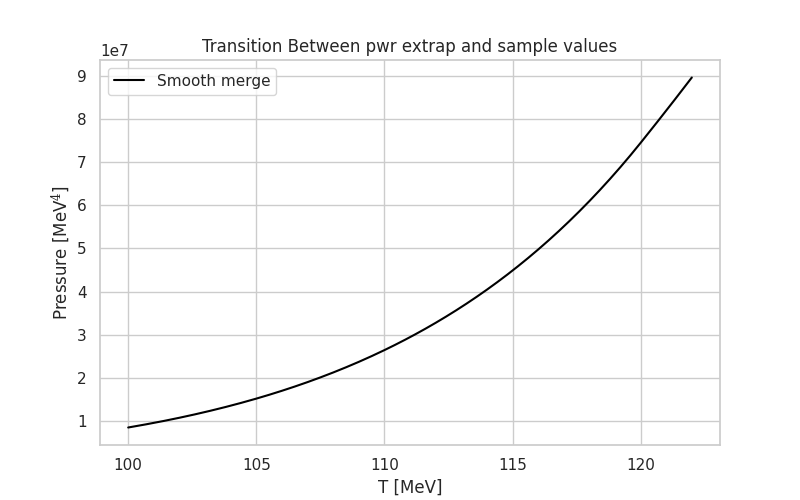 Transition Between pwr extrap and sample values
1e7
Smooth merge
9
8
7
6
5
4
3
2
1
Pressure [MeV⁴]
100 105 110 115 120
T [MeV]